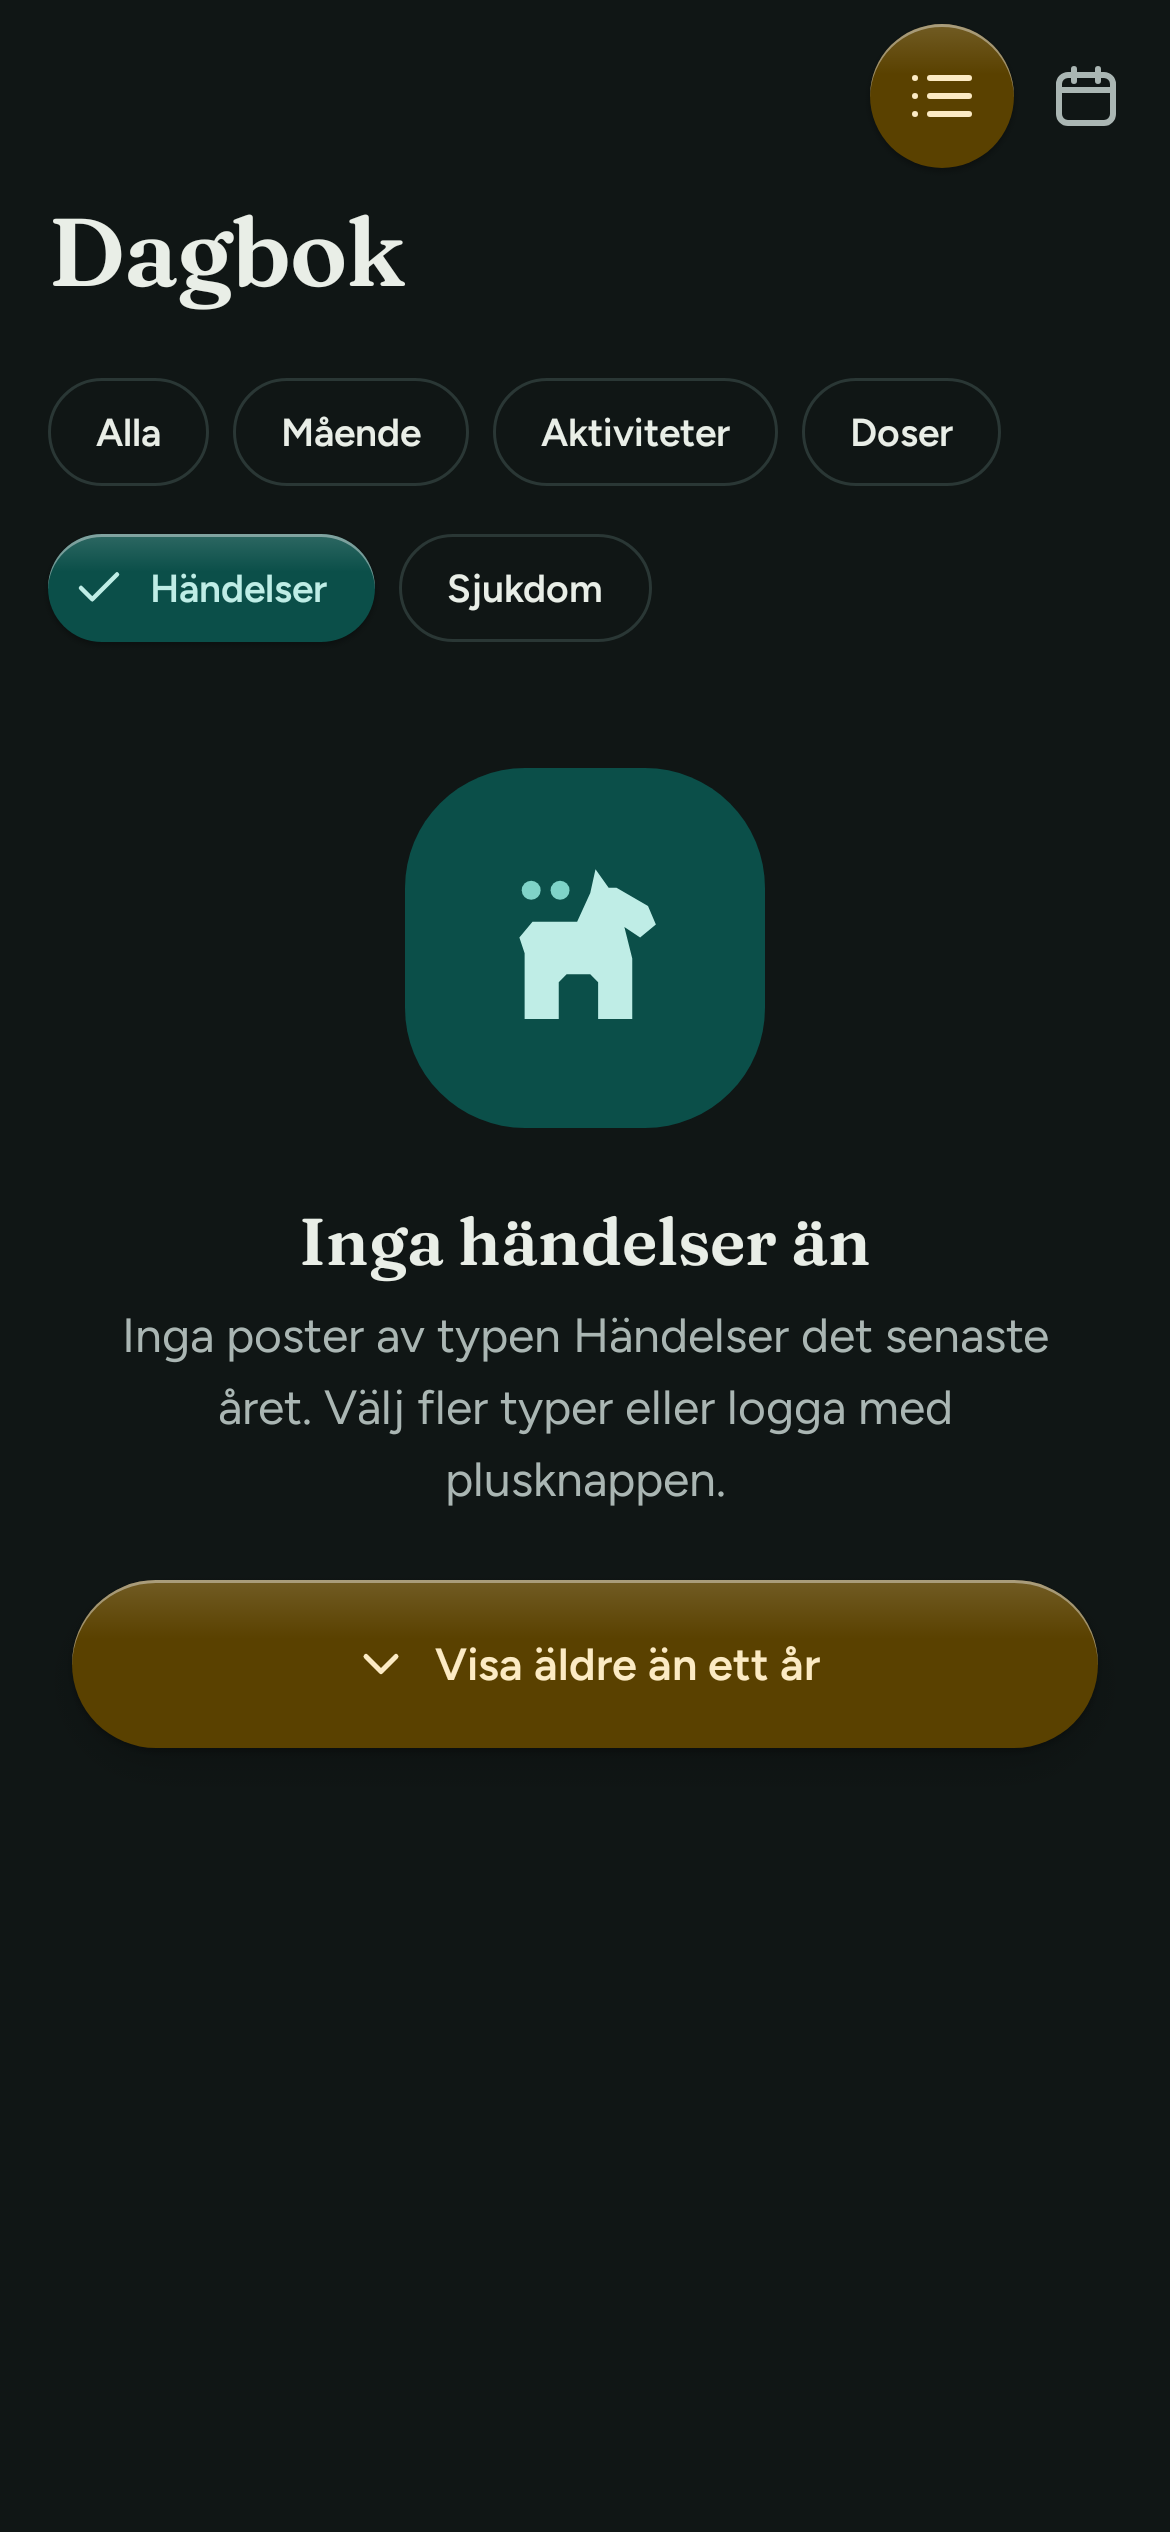 Dagbok
Alla
Mående
Aktiviteter
Doser
Händelser
Sjukdom
Inga händelser än
Inga poster av typen Händelser det senaste
året. Välj fler typer eller logga med
plusknappen.
Visa äldre än ett år